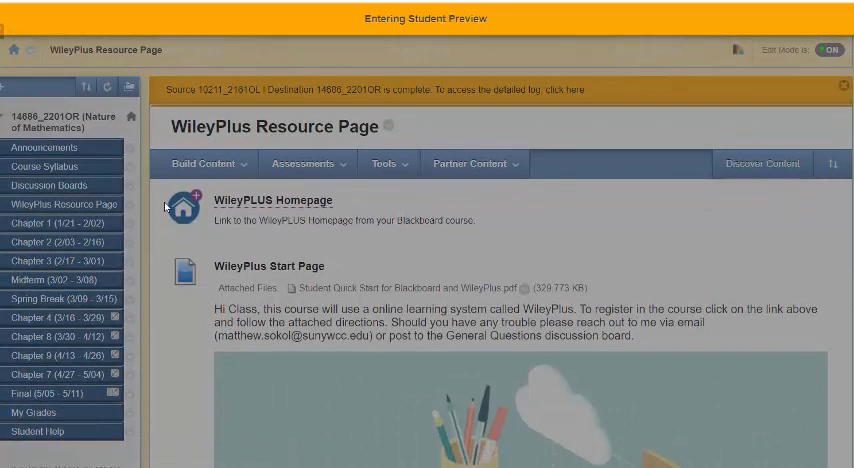 Entering Student Preview
WileyPlus Resource Page
Edit Mode is: ON
Source 10211_2161OL | Destination 14686_2201OR is complete. To access the detailed log, click here
14686_2201OR (Nature
of Mathematics)
Announcements
Course Syllabus
Discussion Boards
WileyPlus Resource Page
Chapter 1 (1/21 - 2/02)
Chapter 2 (2/03 - 2/16)
Chapter 3 (2/17 - 3/01)
Midterm (3/02 - 3/08)
Spring Break (3/09 - 3/15)
Chapter 4 (3/16 - 3/29)
Chapter 8 (3/30 - 4/12)
Chapter 9 (4/13 - 4/26)
Chapter 7 (4/27 - 5/04)
Final (5/05 - 5/11)
My Grades
Student Help
WileyPlus Resource Page
Build Content Assessments Tools Partner Content Discover Content
WileyPLUS Homepage
Link to the WileyPLUS Homepage from your Blackboard course.
WileyPlus Start Page
Attached Files: Student Quick Start for Blackboard and WileyPlus.pdf (329.773 KB)
Hi Class, this course will use a online learning system called WileyPlus. To register in the course click on the link above
and follow the attached directions. Should you have any trouble please reach out to me via email
(matthew.sokol@sunywcc.edu) or post to the General Questions discussion board.